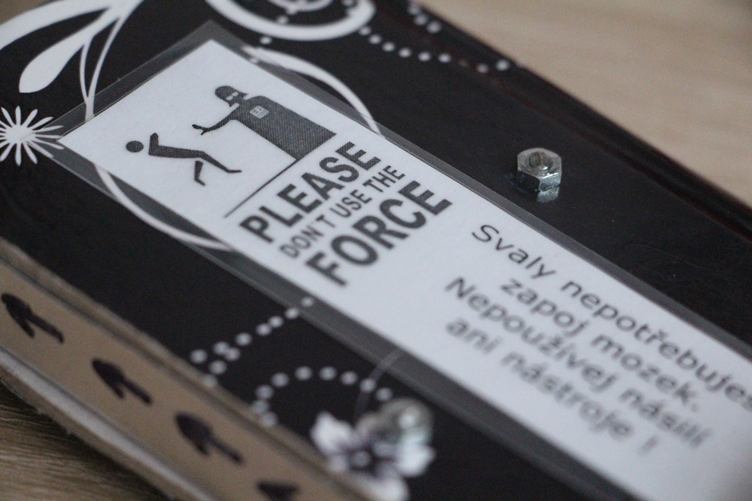 PLEASE
DON'T USE THE
FORCE
Svaly nepotřebuješ
zapoj mozek.
Nepoužívej násilí
ani nástroje !